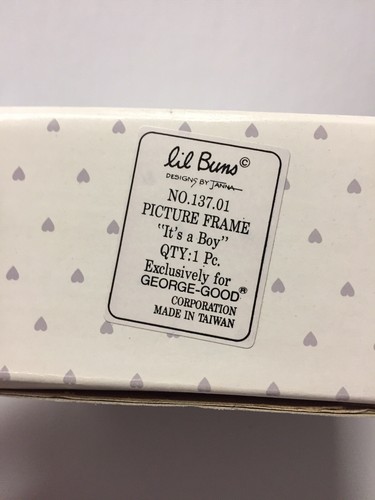 lil Buns©
DESIGNS BY JANNA
NO.137.01
PICTURE FRAME
"It's a Boy"
QTY:1 Pc.
Exclusively for
GEORGE-GOOD®
CORPORATION
MADE IN TAIWAN